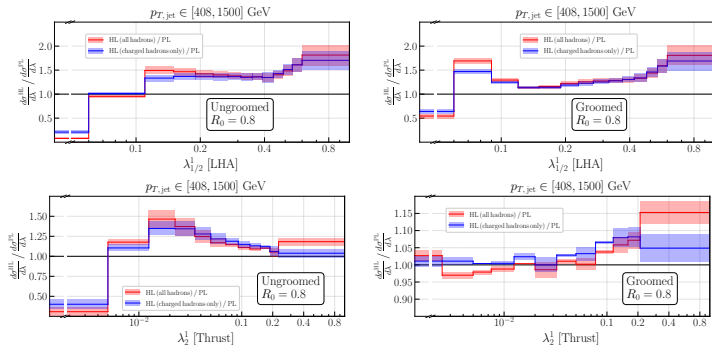 p_{T,jet} ∈ [408, 1500] GeV
HL (all hadrons) / PL
HL (charged hadrons only) / PL
2.0
1.5
1.0
0.5
dσ^{HL}/dλ / dσ^{PL}/dλ
Ungroomed
R_0 = 0.8
0.1 0.2 0.4 0.8
λ^1_{1/2} [LHA]
p_{T,jet} ∈ [408, 1500] GeV
HL (all hadrons) / PL
HL (charged hadrons only) / PL
2.0
1.5
1.0
0.5
dσ^{HL}/dλ / dσ^{PL}/dλ
Groomed
R_0 = 0.8
0.1 0.2 0.4 0.8
λ^1_{1/2} [LHA]
p_{T,jet} ∈ [408, 1500] GeV
1.50
1.25
1.00
0.75
0.50
dσ^{HL}/dλ / dσ^{PL}/dλ
Ungroomed
R_0 = 0.8
HL (all hadrons) / PL
HL (charged hadrons only) / PL
10^{-2} 0.1 0.2 0.4 0.8
λ^1_2 [Thrust]
p_{T,jet} ∈ [408, 1500] GeV
HL (all hadrons) / PL
HL (charged hadrons only) / PL
1.15
1.10
1.05
1.00
0.95
0.90
dσ^{HL}/dλ / dσ^{PL}/dλ
Groomed
R_0 = 0.8
10^{-2} 0.1 0.2 0.4 0.8
λ^1_2 [Thrust]